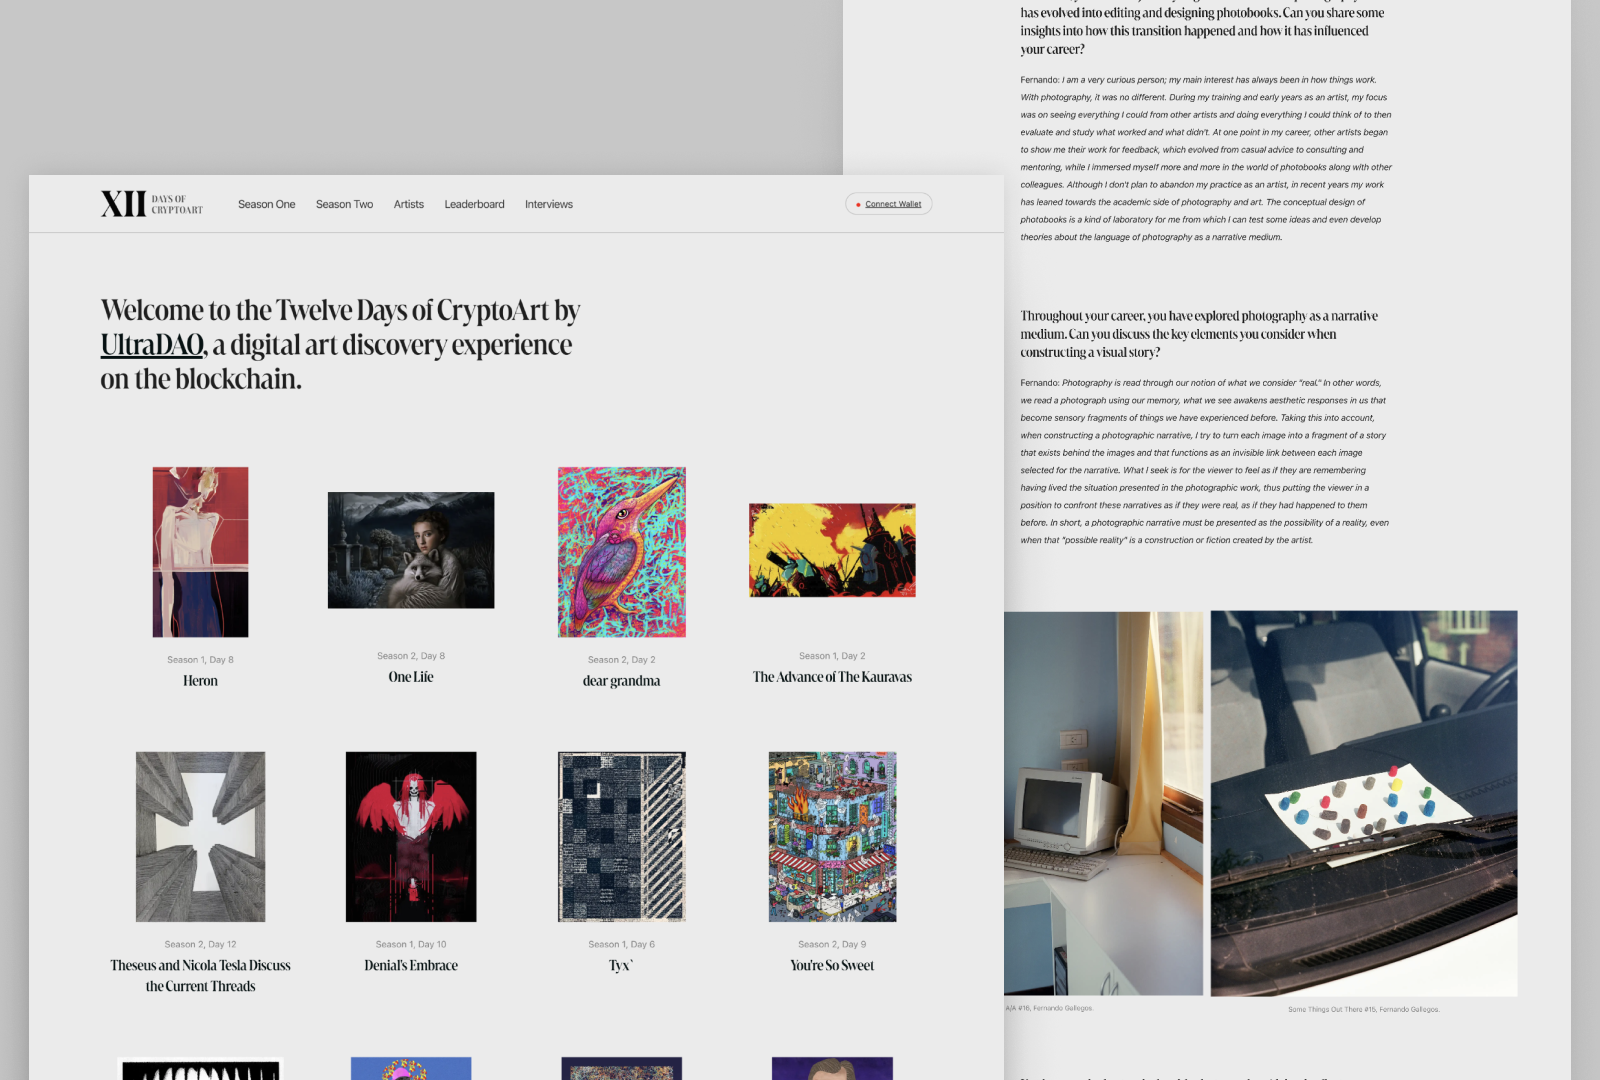 XII
DAYS OF
CRYPTOART
Season One
Season Two
Artists
Leaderboard
Interviews
Connect Wallet
Welcome to the Twelve Days of CryptoArt by
UltraDAO, a digital art discovery experience
on the blockchain.
Season 1, Day 8
Heron
Season 2, Day 8
One Life
Season 2, Day 2
dear grandma
Season 1, Day 2
The Advance of The Kauravas
Season 2, Day 12
Theseus and Nicola Tesla Discuss
the Current Threads
Season 1, Day 10
Denial's Embrace
Season 1, Day 6
Tyx`
Season 2, Day 9
You're So Sweet
has evolved into editing and designing photobooks. Can you share some
insights into how this transition happened and how it has influenced
your career?
Fernando: I am a very curious person; my main interest has always been in how things work.
With photography, it was no different. During my training and early years as an artist, my focus
was on seeing everything I could from other artists and doing everything I could think of to then
evaluate and study what worked and what didn't. At one point in my career, other artists began
to show me their work for feedback, which evolved from casual advice to consulting and
mentoring, while I immersed myself more and more in the world of photobooks along with other
colleagues. Although I don't plan to abandon my practice as an artist, in recent years my work
has leaned towards the academic side of photography and art. The conceptual design of
photobooks is a kind of laboratory for me from which I can test some ideas and even develop
theories about the language of photography as a narrative medium.
Throughout your career, you have explored photography as a narrative
medium. Can you discuss the key elements you consider when
constructing a visual story?
Fernando: Photography is read through our notion of what we consider "real." In other words,
we read a photograph using our memory, what we see awakens aesthetic responses in us that
become sensory fragments of things we have experienced before. Taking this into account,
when constructing a photographic narrative, I try to turn each image into a fragment of a story
that exists behind the images and that functions as an invisible link between each image
selected for the narrative. What I seek is for the viewer to feel as if they are remembering
having lived the situation presented in the photographic work, thus putting the viewer in a
position to confront these narratives as if they were real, as if they had happened to them
before. In short, a photographic narrative must be presented as the possibility of a reality, even
when that "possible reality" is a construction or fiction created by the artist.
A/A #16, Fernando Gallegos.
Some Things Out There #15, Fernando Gallegos.